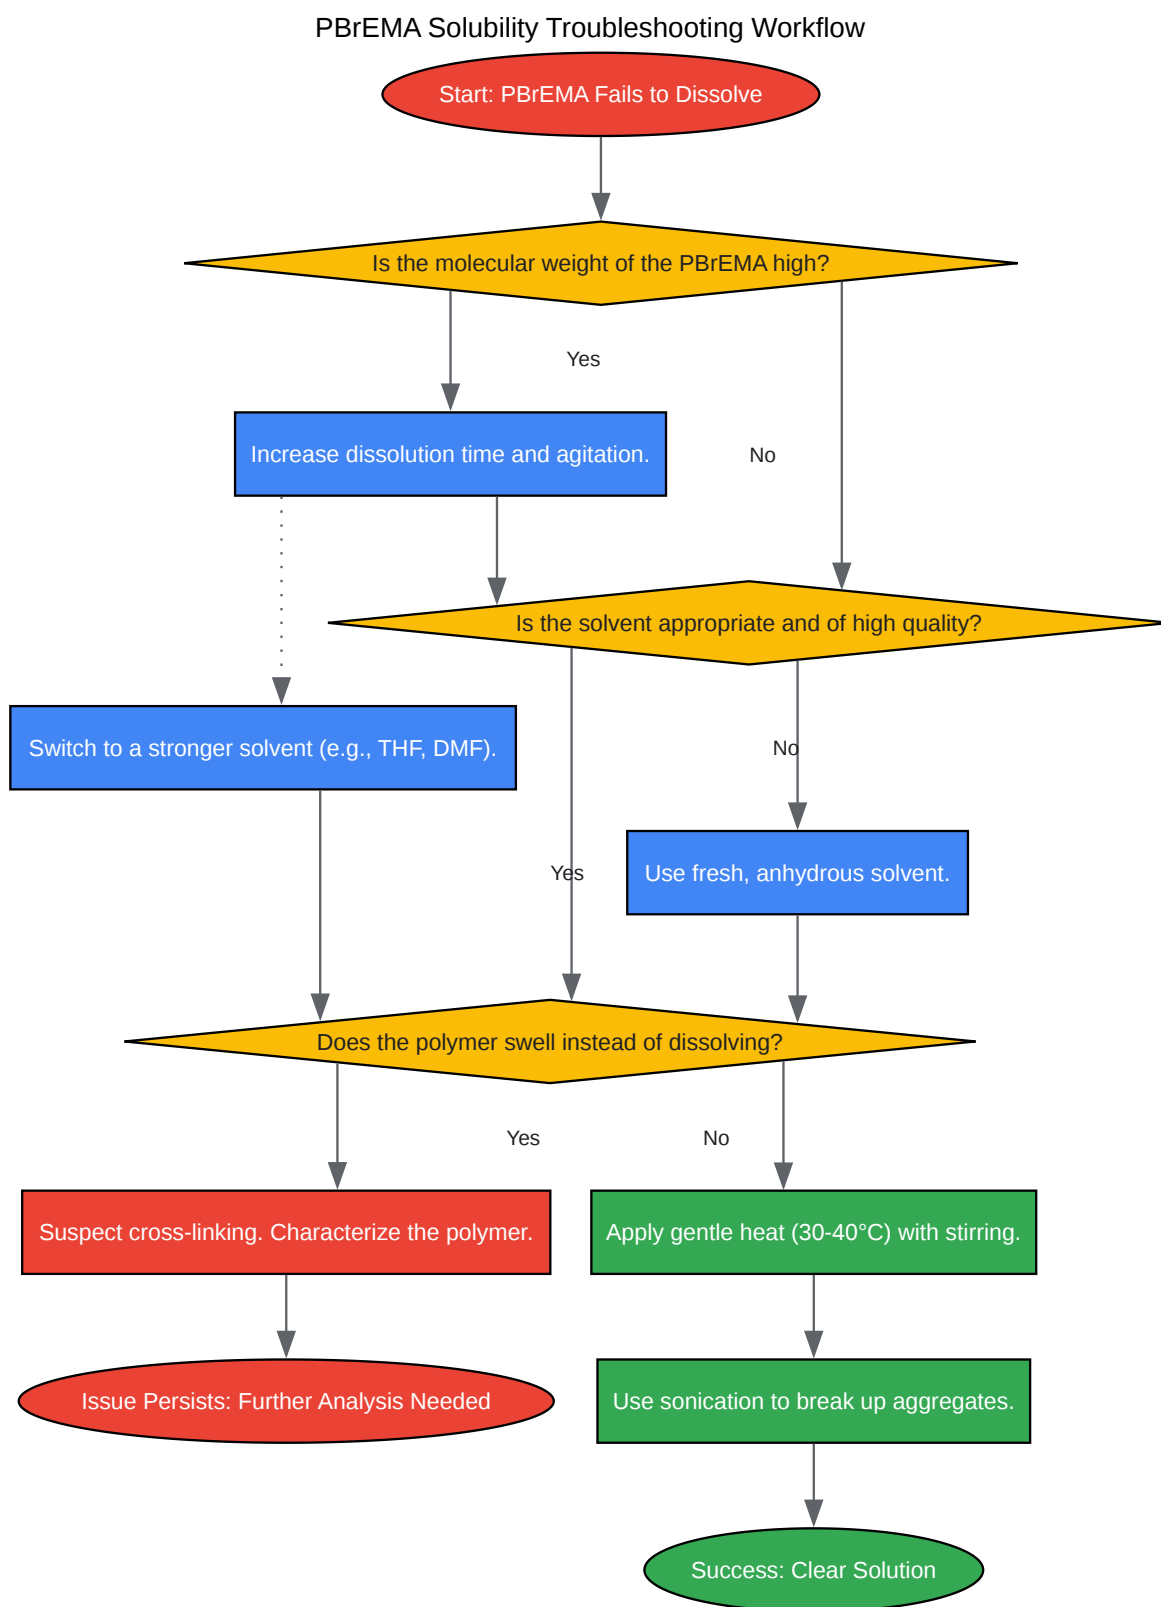 PBrEMA Solubility Troubleshooting Workflow
Start: PBrEMA Fails to Dissolve
Is the molecular weight of the PBrEMA high?
Yes
Increase dissolution time and agitation.
No
Is the solvent appropriate and of high quality?
Switch to a stronger solvent (e.g., THF, DMF).
No
Yes
Use fresh, anhydrous solvent.
Does the polymer swell instead of dissolving?
Yes
No
Suspect cross-linking. Characterize the polymer.
Apply gentle heat (30-40°C) with stirring.
Issue Persists: Further Analysis Needed
Use sonication to break up aggregates.
Success: Clear Solution